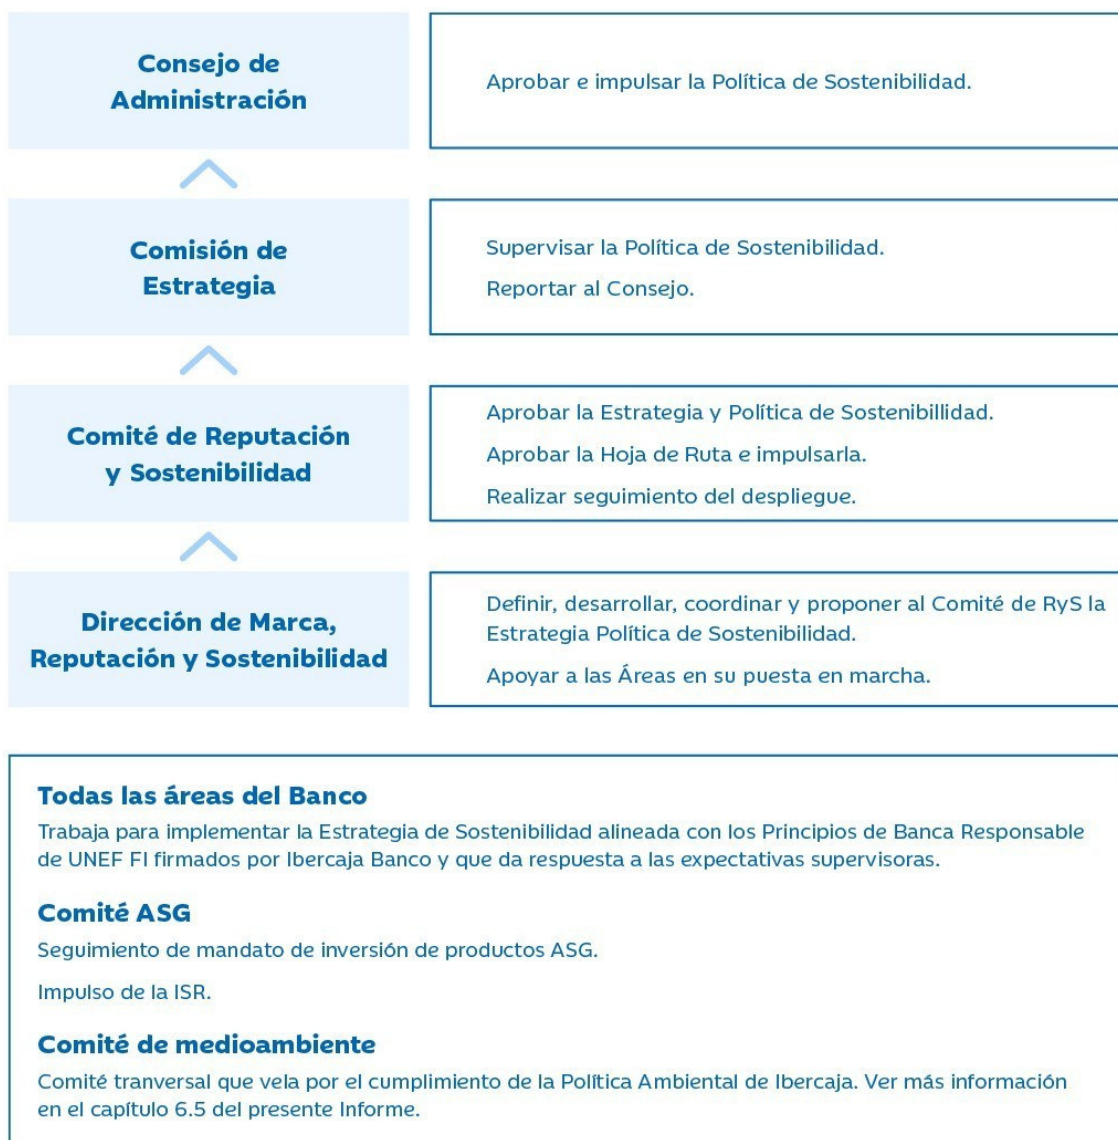 Consejo de
Administración
Aprobar e impulsar la Política de Sostenibilidad.
Comisión de
Estrategia
Supervisar la Política de Sostenibilidad.
Reportar al Consejo.
Comité de Reputación
y Sostenibilidad
Aprobar la Estrategia y Política de Sostenibillidad.
Aprobar la Hoja de Ruta e impulsarla.
Realizar seguimiento del despliegue.
Dirección de Marca,
Reputación y Sostenibilidad
Definir, desarrollar, coordinar y proponer al Comité de RyS la
Estrategia Política de Sostenibilidad.
Apoyar a las Áreas en su puesta en marcha.
Todas las áreas del Banco
Trabaja para implementar la Estrategia de Sostenibilidad alineada con los Principios de Banca Responsable
de UNEF FI firmados por Ibercaja Banco y que da respuesta a las expectativas supervisoras.
Comité ASG
Seguimiento de mandato de inversión de productos ASG.
Impulso de la ISR.
Comité de medioambiente
Comité tranversal que vela por el cumplimiento de la Política Ambiental de Ibercaja. Ver más información
en el capítulo 6.5 del presente Informe.